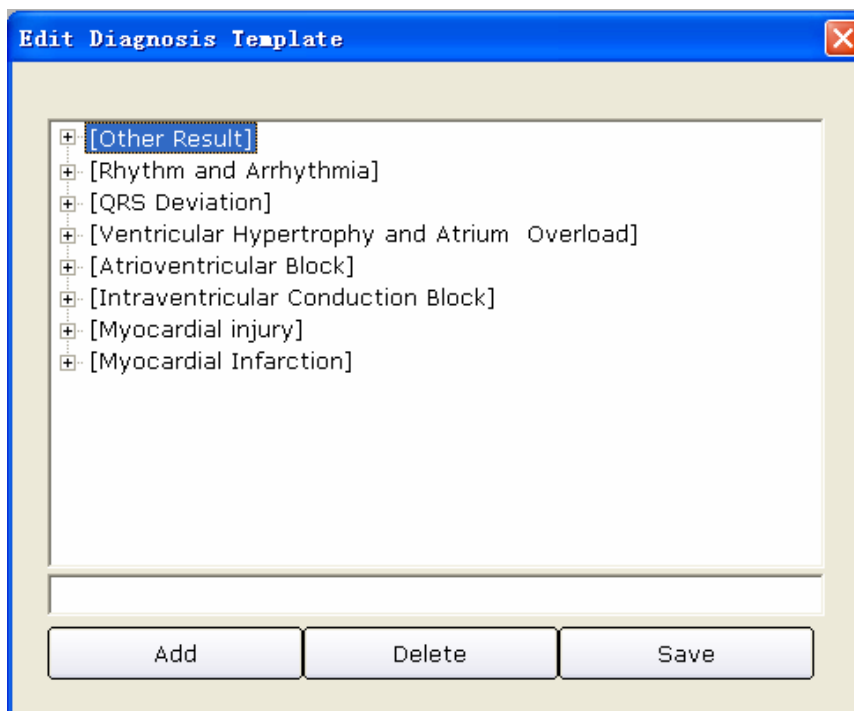 Edit Diagnosis Template
[Other Result]
[Rhythm and Arrhythmia]
[QRS Deviation]
[Ventricular Hypertrophy and Atrium  Overload]
[Atrioventricular Block]
[Intraventricular Conduction Block]
[Myocardial injury]
[Myocardial Infarction]
Add Delete Save